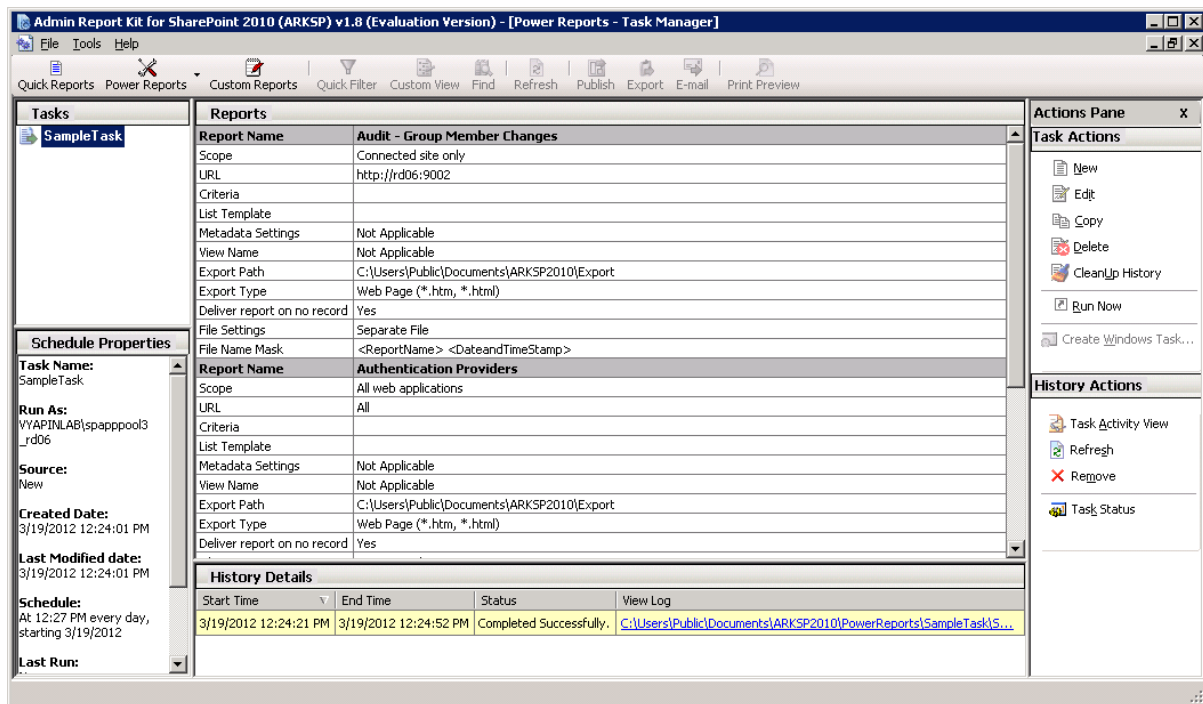 Admin Report Kit for SharePoint 2010 (ARKSP) v1.8 (Evaluation Version) - [Power Reports - Task Manager]
File Tools Help
Quick Reports Power Reports Custom Reports Quick Filter Custom View Find Refresh Publish Export E-mail Print Preview
Tasks
SampleTask
Schedule Properties
Task Name:
SampleTask
Run As:
VYAPINLAB\spapppool3
_rd06
Source:
New
Created Date:
3/19/2012 12:24:01 PM
Last Modified date:
3/19/2012 12:24:01 PM
Schedule:
At 12:27 PM every day,
starting 3/19/2012
Last Run:
Reports
Report Name Audit - Group Member Changes
Scope Connected site only
URL http://rd06:9002
Criteria
List Template
Metadata Settings Not Applicable
View Name Not Applicable
Export Path C:\Users\Public\Documents\ARKSP2010\Export
Export Type Web Page (*.htm, *.html)
Deliver report on no record Yes
File Settings Separate File
File Name Mask <ReportName> <DateandTimeStamp>
Report Name Authentication Providers
Scope All web applications
URL All
Criteria
List Template
Metadata Settings Not Applicable
View Name Not Applicable
Export Path C:\Users\Public\Documents\ARKSP2010\Export
Export Type Web Page (*.htm, *.html)
Deliver report on no record Yes
History Details
Start Time End Time Status View Log
3/19/2012 12:24:21 PM 3/19/2012 12:24:52 PM Completed Successfully. C:\Users\Public\Documents\ARKSP2010\PowerReports\SampleTask\S...
Actions Pane x
Task Actions
New
Edit
Copy
Delete
CleanUp History
Run Now
Create Windows Task...
History Actions
Task Activity View
Refresh
Remove
Task Status